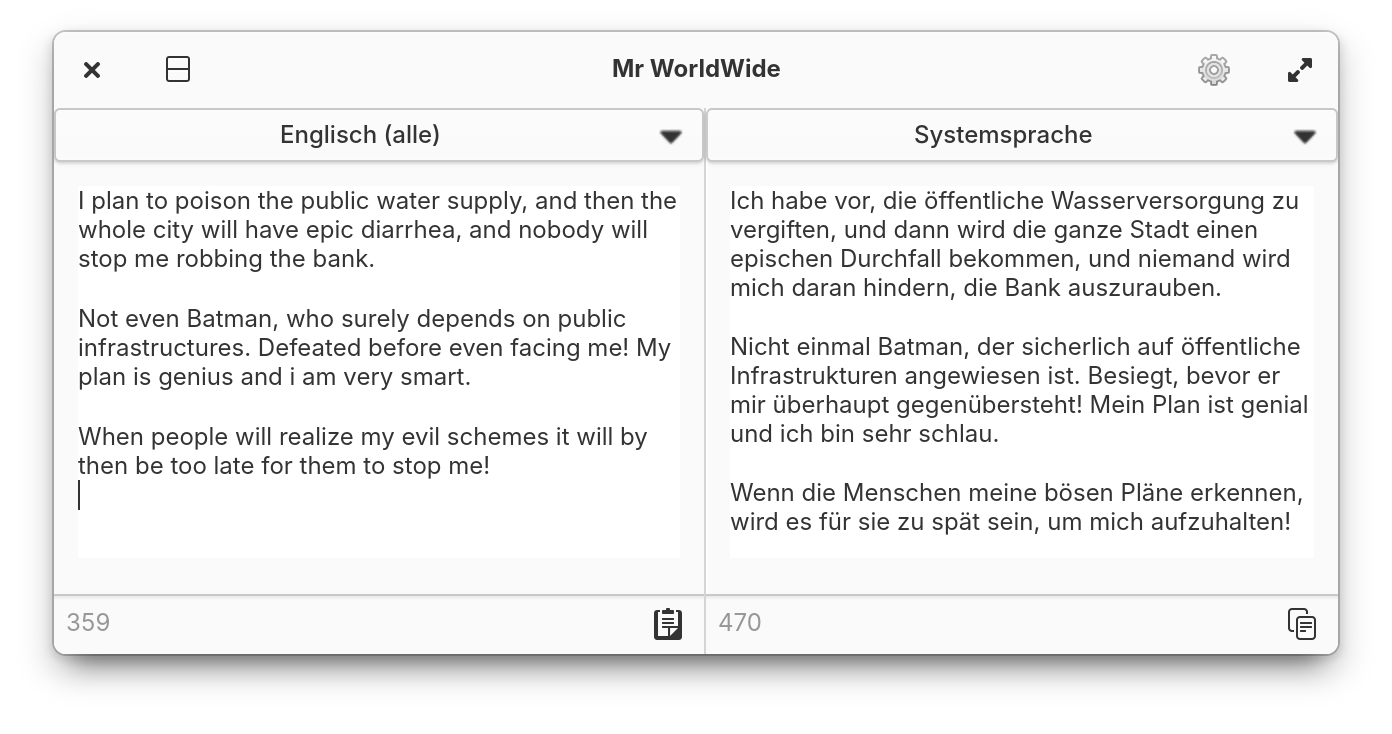 Mr WorldWide
Englisch (alle)
Systemsprache
I plan to poison the public water supply, and then the
whole city will have epic diarrhea, and nobody will
stop me robbing the bank.
Not even Batman, who surely depends on public
infrastructures. Defeated before even facing me! My
plan is genius and i am very smart.
When people will realize my evil schemes it will by
then be too late for them to stop me!
Ich habe vor, die öffentliche Wasserversorgung zu
vergiften, und dann wird die ganze Stadt einen
epischen Durchfall bekommen, und niemand wird
mich daran hindern, die Bank auszurauben.
Nicht einmal Batman, der sicherlich auf öffentliche
Infrastrukturen angewiesen ist. Besiegt, bevor er
mir überhaupt gegenübersteht! Mein Plan ist genial
und ich bin sehr schlau.
Wenn die Menschen meine bösen Pläne erkennen,
wird es für sie zu spät sein, um mich aufzuhalten!
359
470